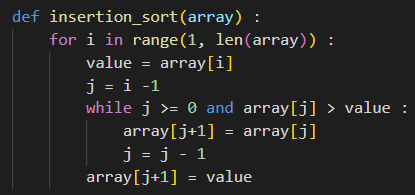 def insertion_sort(array) :
    for i in range(1, len(array)) :
        value = array[i]
        j = i -1
        while j >= 0 and array[j] > value :
            array[j+1] = array[j]
            j = j - 1
        array[j+1] = value